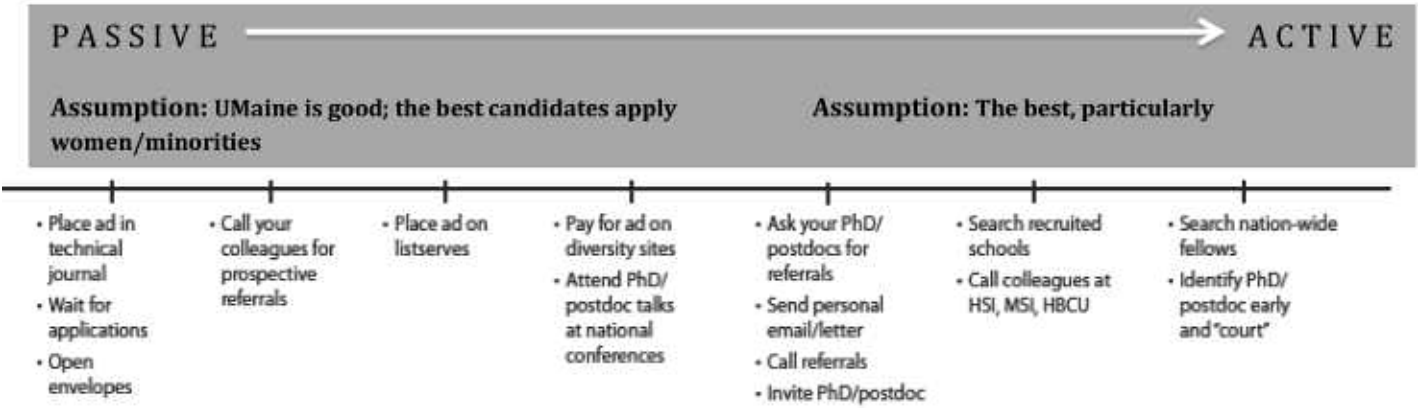 PASSIVE
ACTIVE
Assumption: UMaine is good; the best candidates apply
women/minorities
Assumption: The best, particularly
• Place ad in
technical
journal
• Wait for
applications
• Open
envelopes
• Call your
colleagues for
prospective
referrals
• Place ad on
listserves
• Pay for ad on
diversity sites
• Attend PhD/
postdoc talks
at national
conferences
• Ask your PhD/
postdocs for
referrals
• Send personal
email/letter
• Call referrals
• Invite PhD/postdoc
• Search recruited
schools
• Call colleagues at
HSI, MSI, HBCU
• Search nation-wide
fellows
• Identify PhD/
postdoc early
and "court"